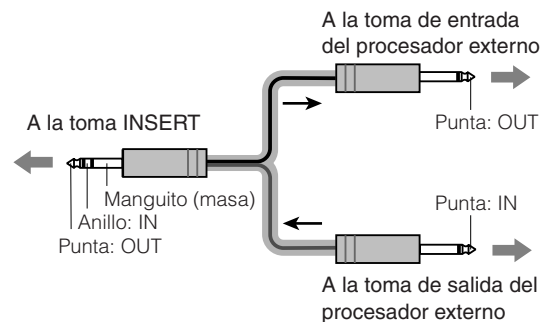 A la toma de entrada
del procesador externo
Punta: OUT
A la toma INSERT
Manguito (masa)
Anillo: IN
Punta: OUT
Punta: IN
A la toma de salida del
procesador externo